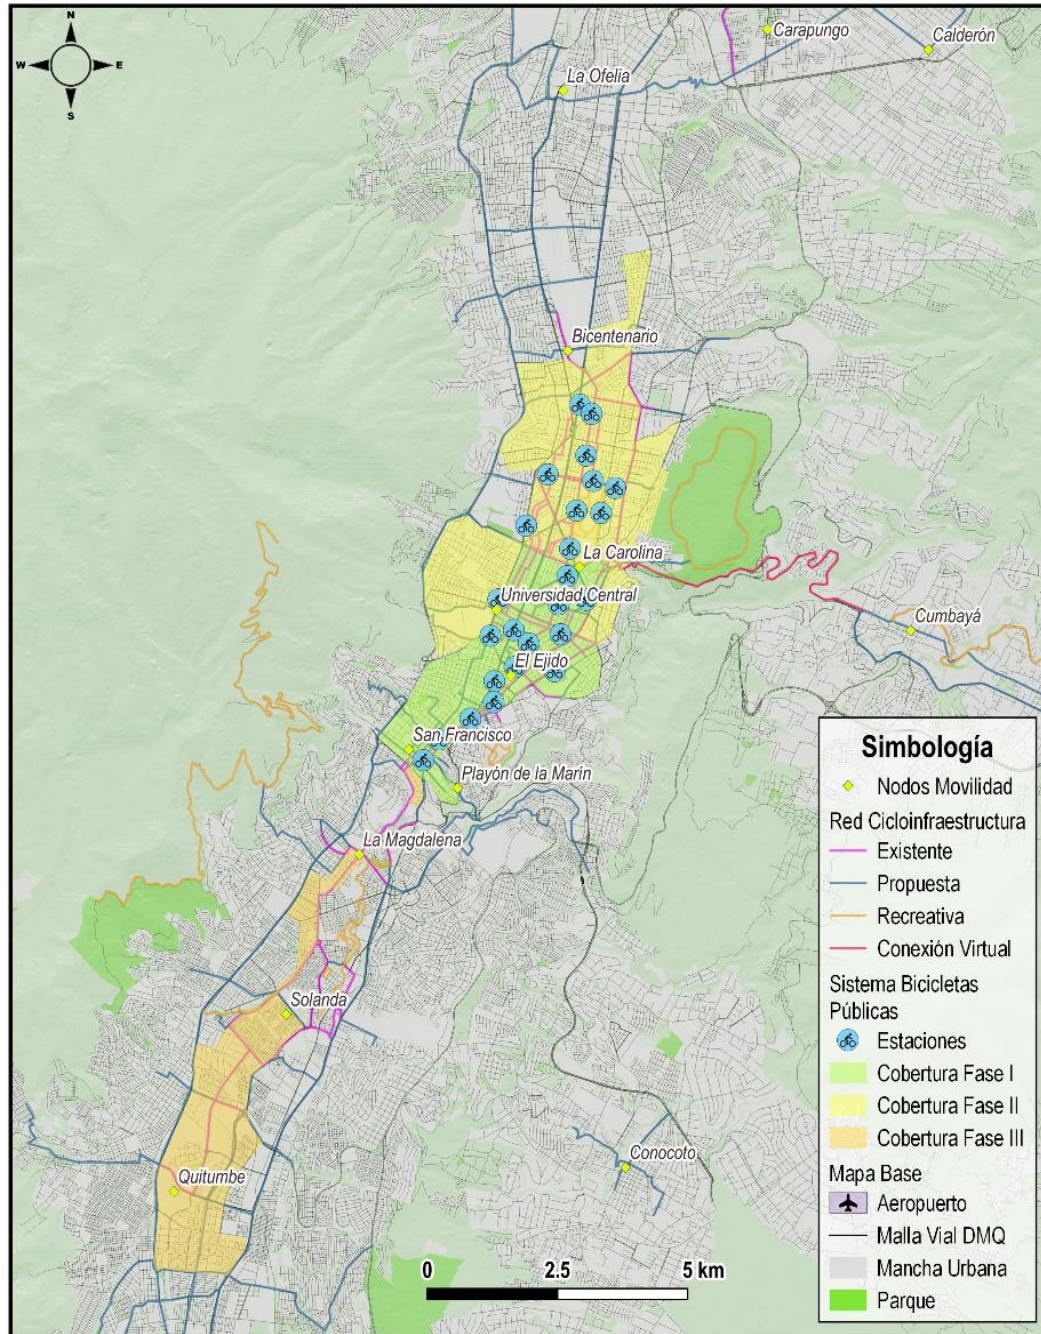 N
W
E
S
Carapungo
Calderón
La Ofelia
Bicentenario
La Carolina
Universidad Central
Cumbayá
El Ejido
San Francisco
Playón de la Marín
La Magdalena
Solanda
Conocoto
Quitumbe
Simbología
Nodos Movilidad
Red Cicloinfraestructura
Existente
Propuesta
Recreativa
Conexión Virtual
Sistema Bicicletas
Públicas
Estaciones
Cobertura Fase I
Cobertura Fase II
Cobertura Fase III
Mapa Base
Aeropuerto
Malla Vial DMQ
Mancha Urbana
Parque
0 2.5 5 km